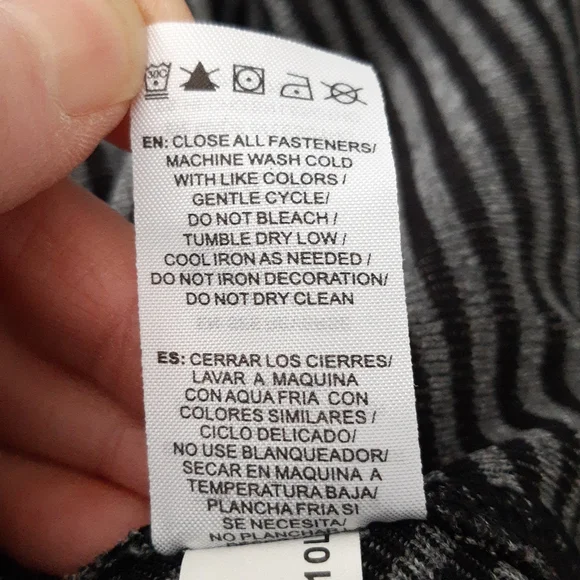 30C
EN: CLOSE ALL FASTENERS/
MACHINE WASH COLD
WITH LIKE COLORS /
GENTLE CYCLE/
DO NOT BLEACH /
TUMBLE DRY LOW /
COOL IRON AS NEEDED /
DO NOT IRON DECORATION/
DO NOT DRY CLEAN
ES: CERRAR LOS CIERRES/
LAVAR A MAQUINA
CON AQUA FRIA CON
COLORES SIMILARES /
CICLO DELICADO/
NO USE BLANQUEADOR/
SECAR EN MAQUINA A
TEMPERATURA BAJA/
PLANCHA FRIA SI
SE NECESITA/
NO PLANCHAR